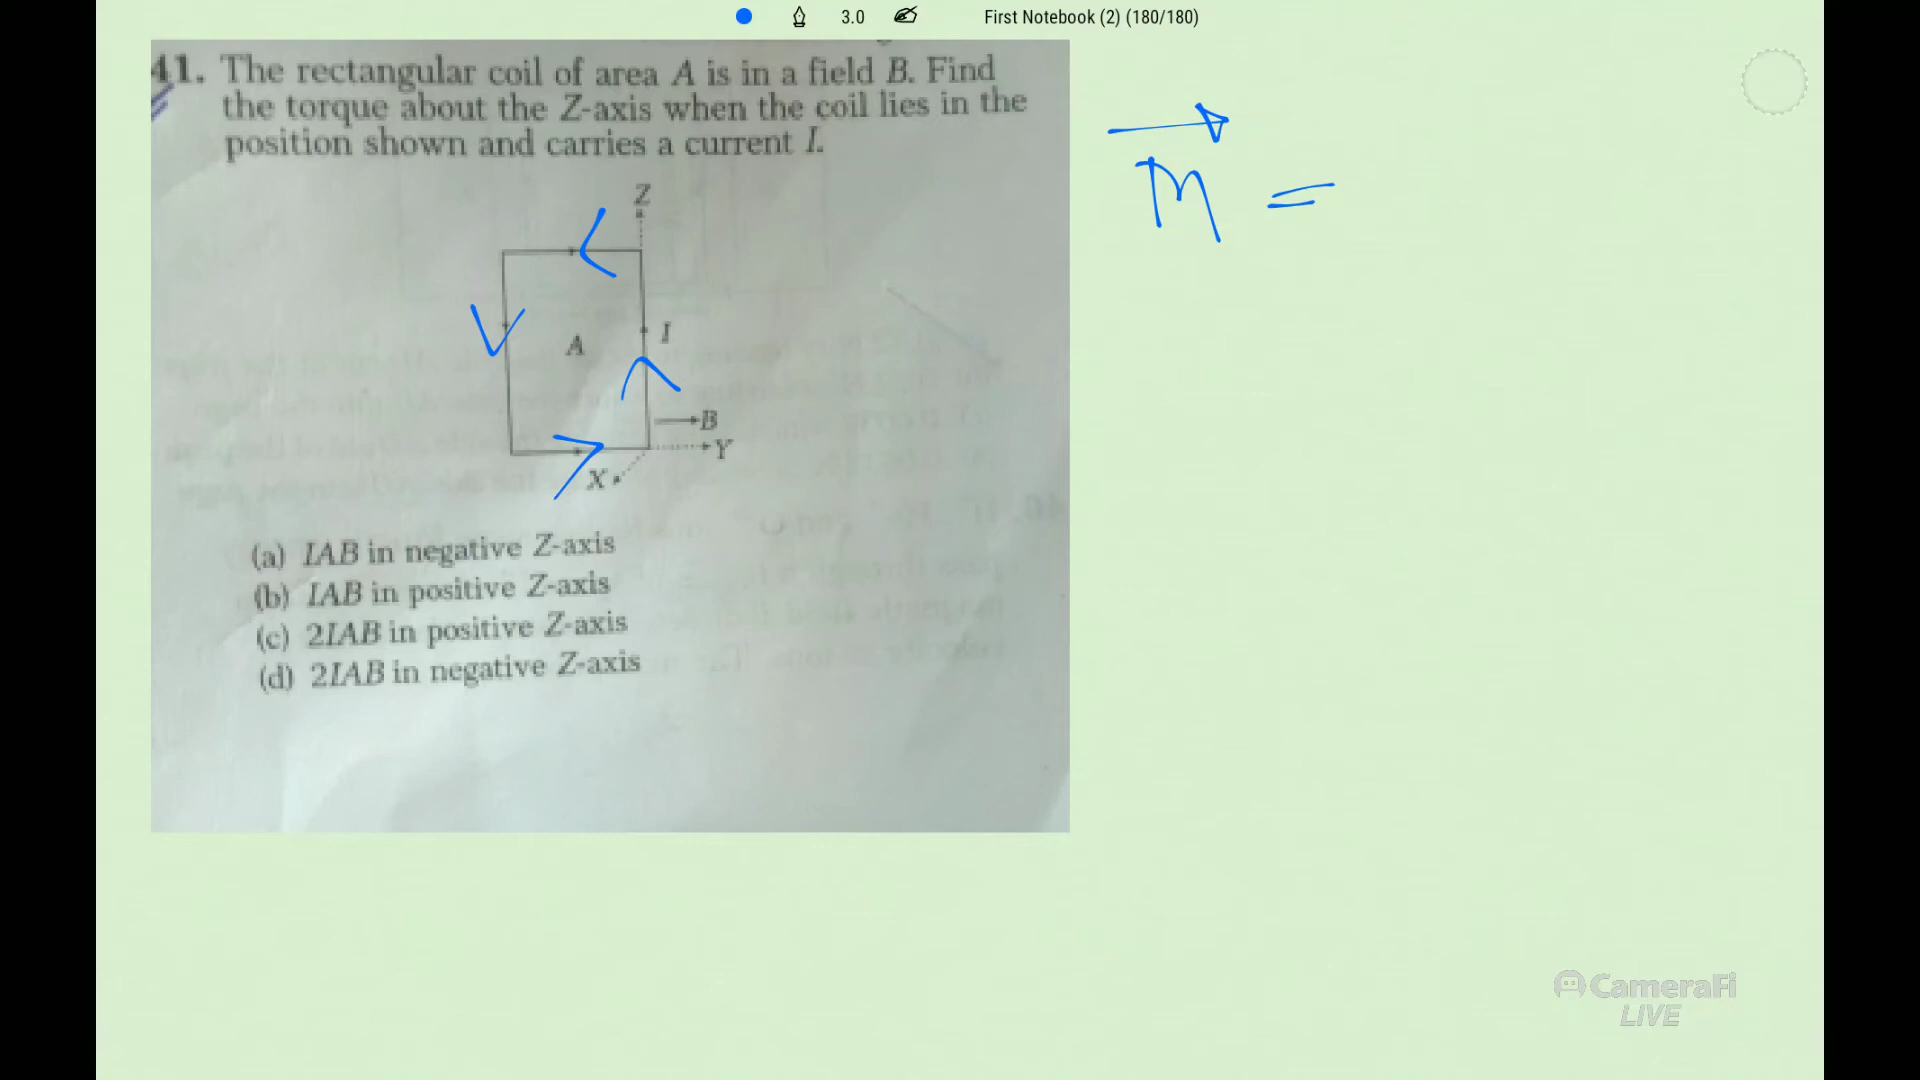 First Notebook (2) (180/180)
3.0
41. The rectangular coil of area A is in a field B. Find
the torque about the Z-axis when the coil lies in the
position shown and carries a current I.
Z
I
A
B
Y
X
(a) IAB in negative Z-axis
(b) IAB in positive Z-axis
(c) 2IAB in positive Z-axis
(d) 2IAB in negative Z-axis
M =
CameraFi
LIVE